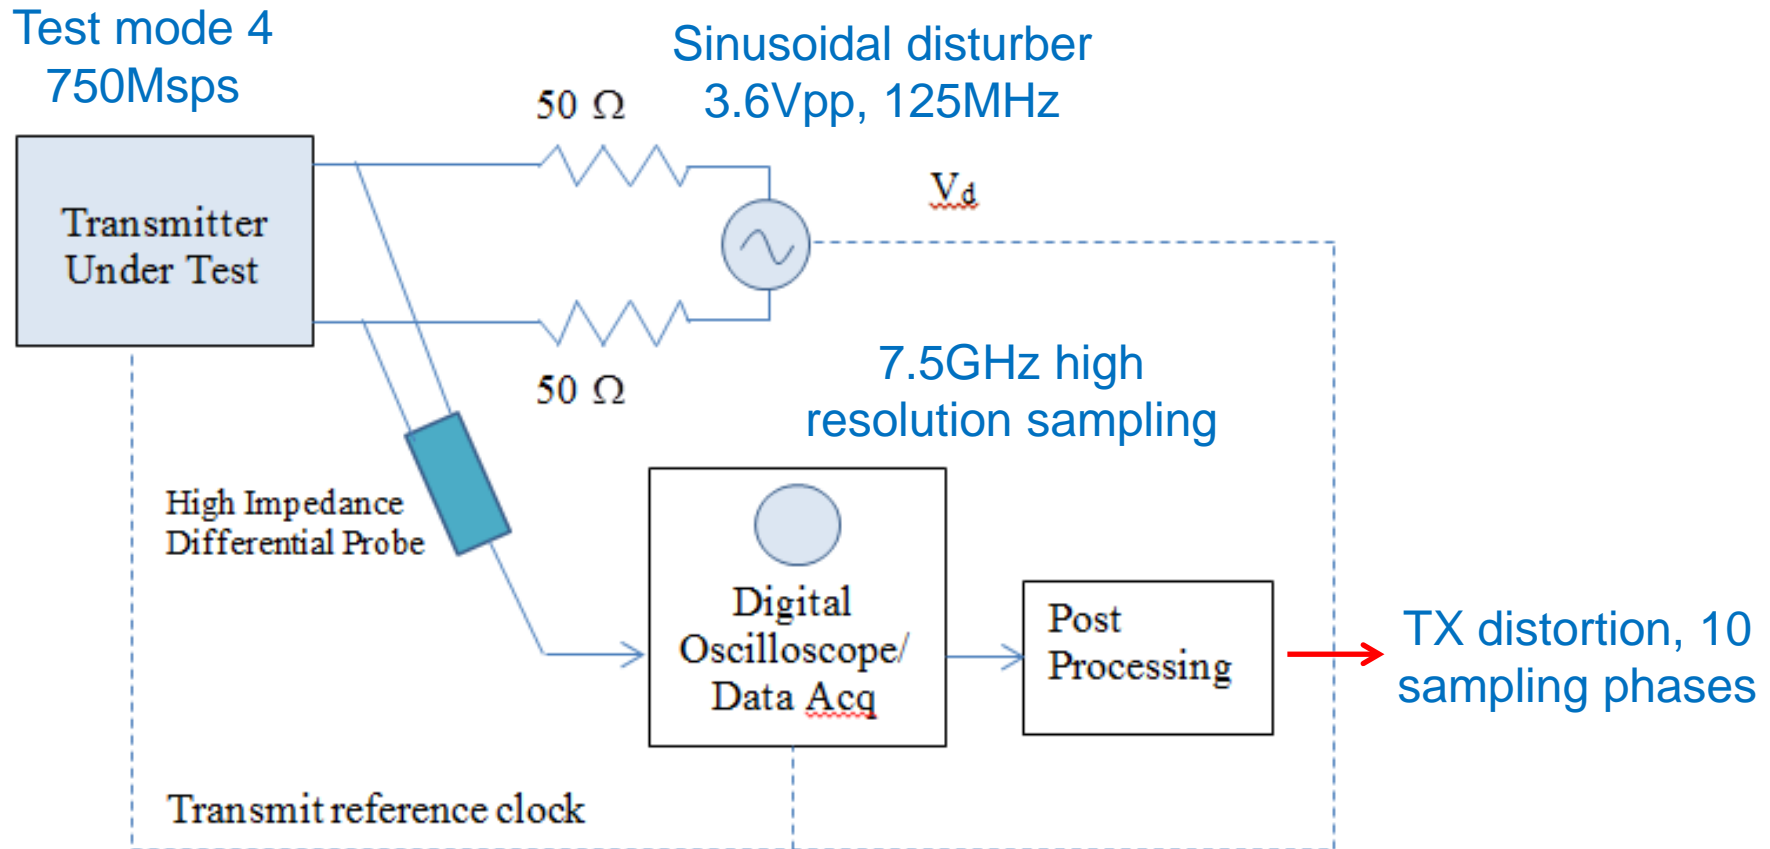 Test mode 4
750Msps
Sinusoidal disturber
3.6Vpp, 125MHz
50 Ω
Vd
Transmitter
Under Test
50 Ω
7.5GHz high
resolution sampling
High Impedance
Differential Probe
Digital
Oscilloscope/
Data Acq
Post
Processing
TX distortion, 10
sampling phases
Transmit reference clock